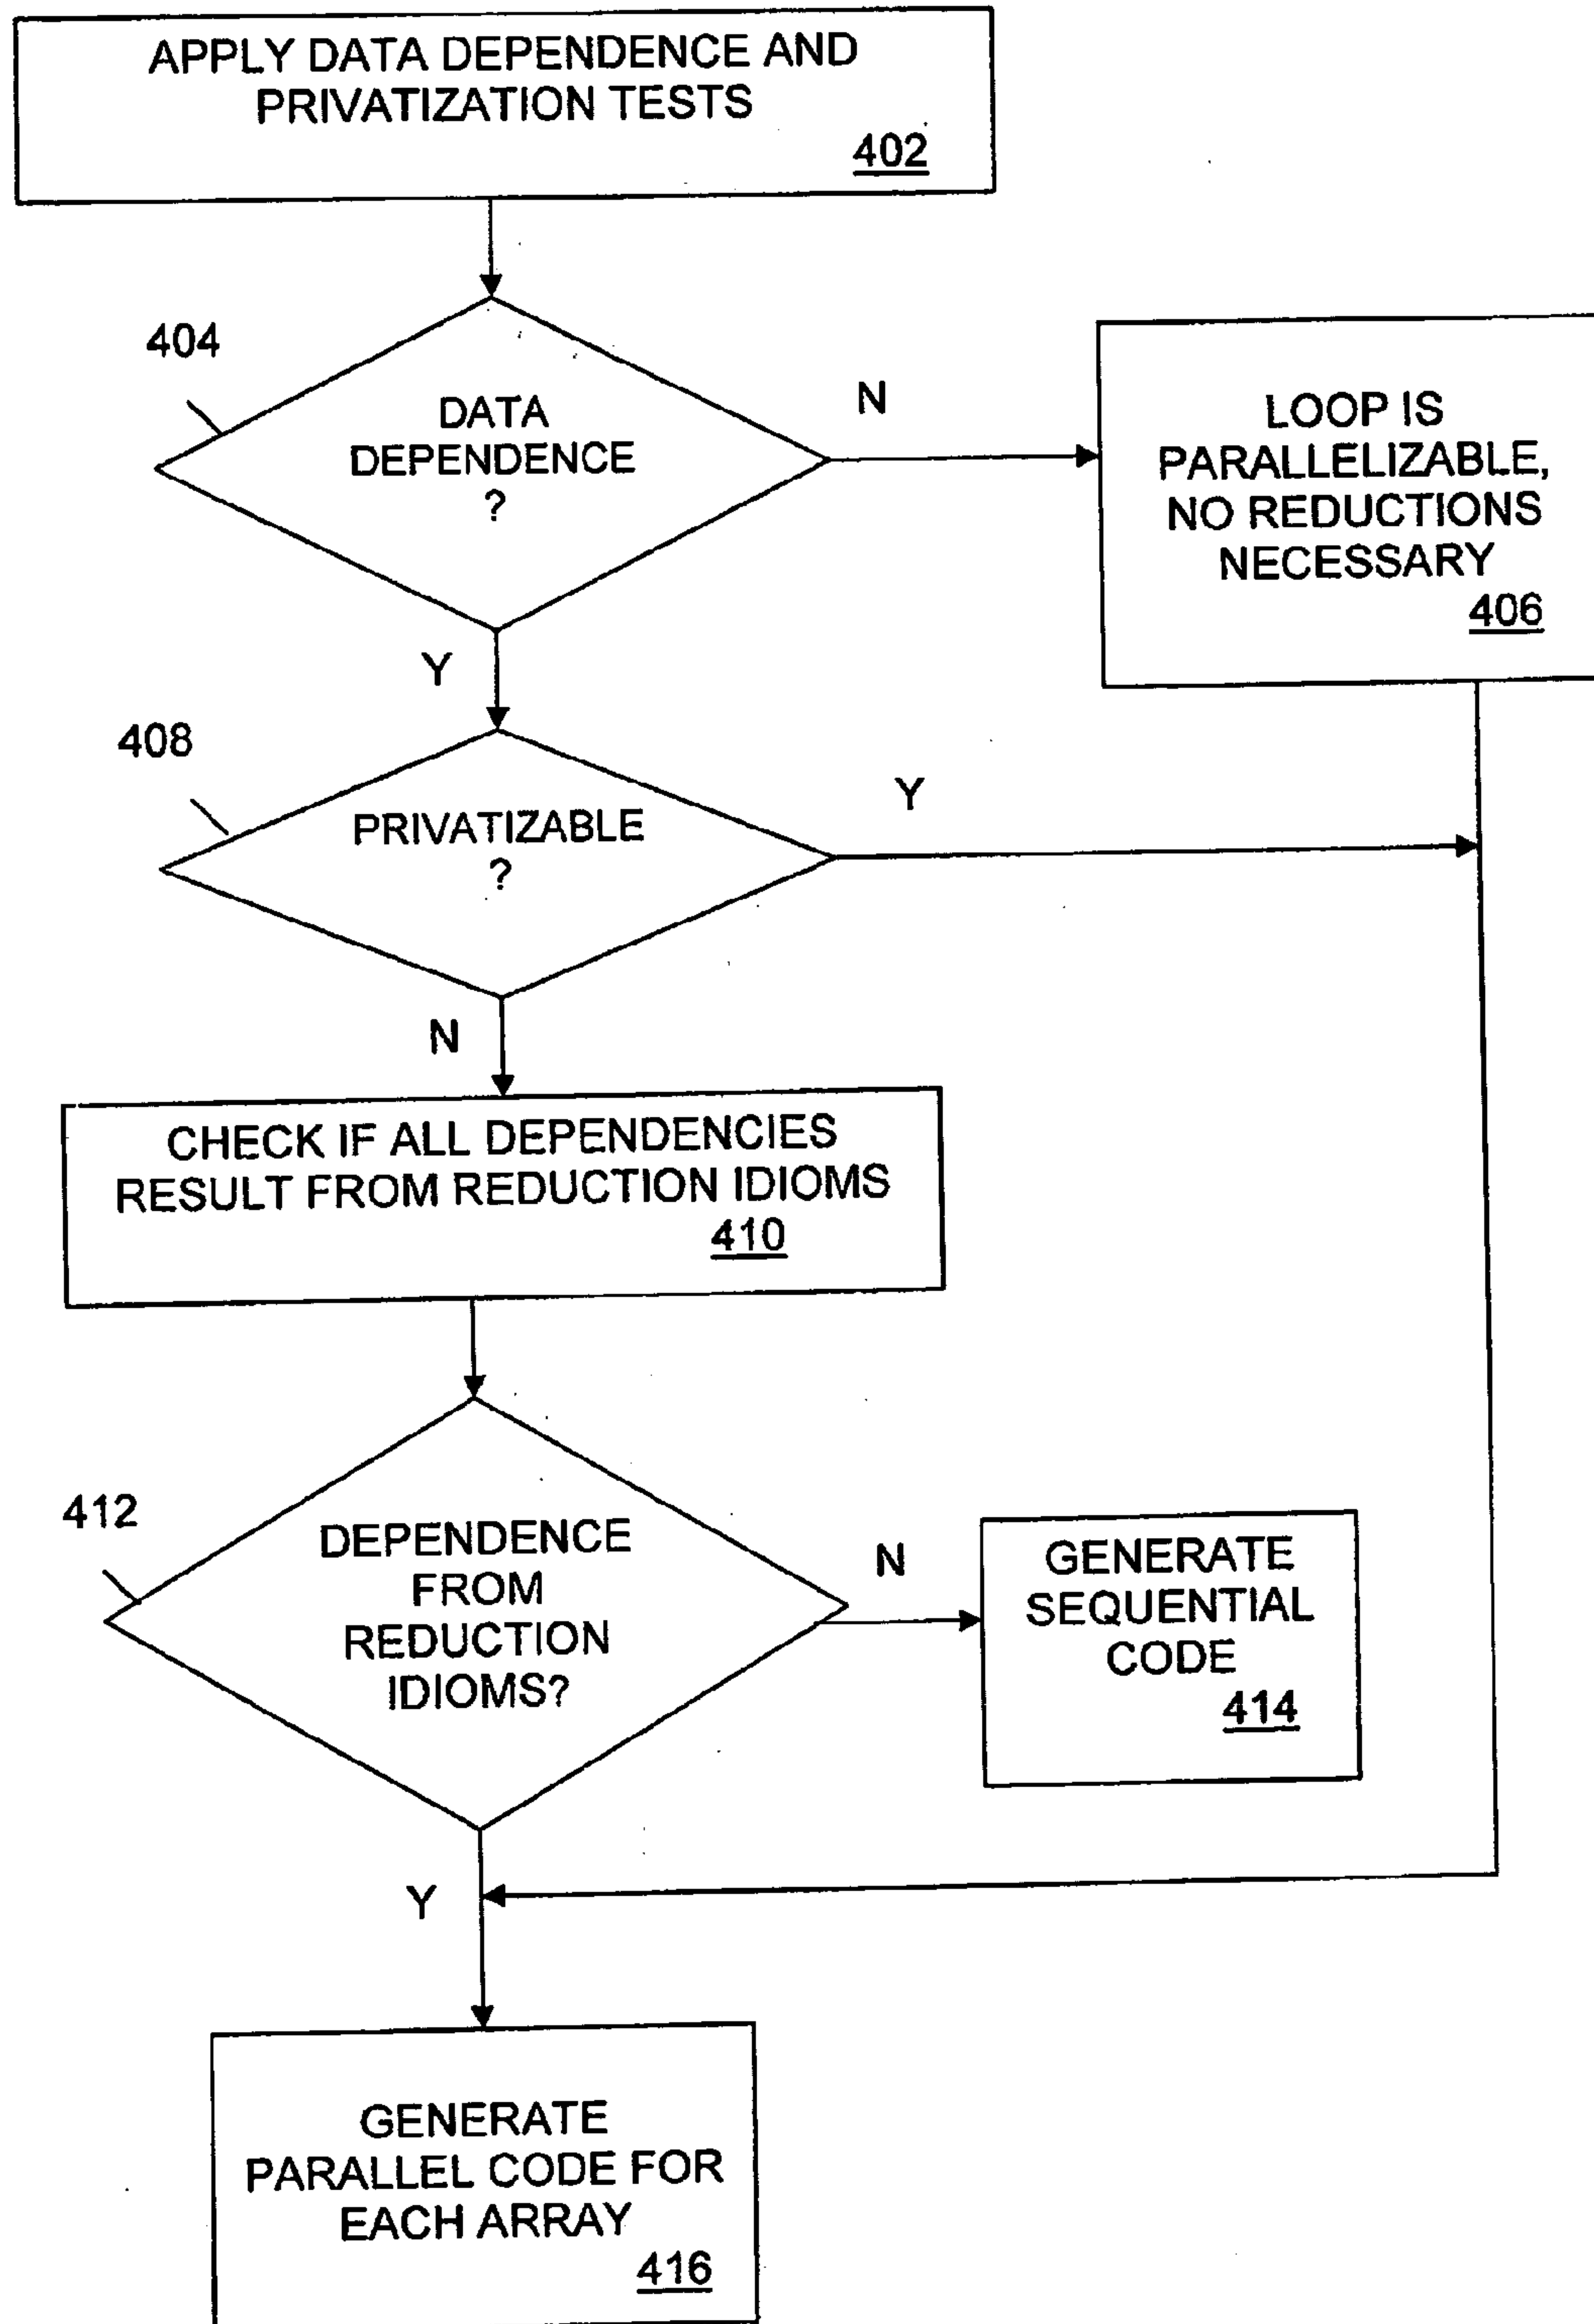 APPLY DATA DEPENDENCE AND
PRIVATIZATION TESTS
402
404
DATA
DEPENDENCE
?
N
LOOP IS
PARALLELIZABLE,
NO REDUCTIONS
NECESSARY
406
Y
408
PRIVATIZABLE
?
Y
N
CHECK IF ALL DEPENDENCIES
RESULT FROM REDUCTION IDIOMS
410
412
DEPENDENCE
FROM
REDUCTION
IDIOMS?
N
GENERATE
SEQUENTIAL
CODE
414
Y
GENERATE
PARALLEL CODE FOR
EACH ARRAY
416